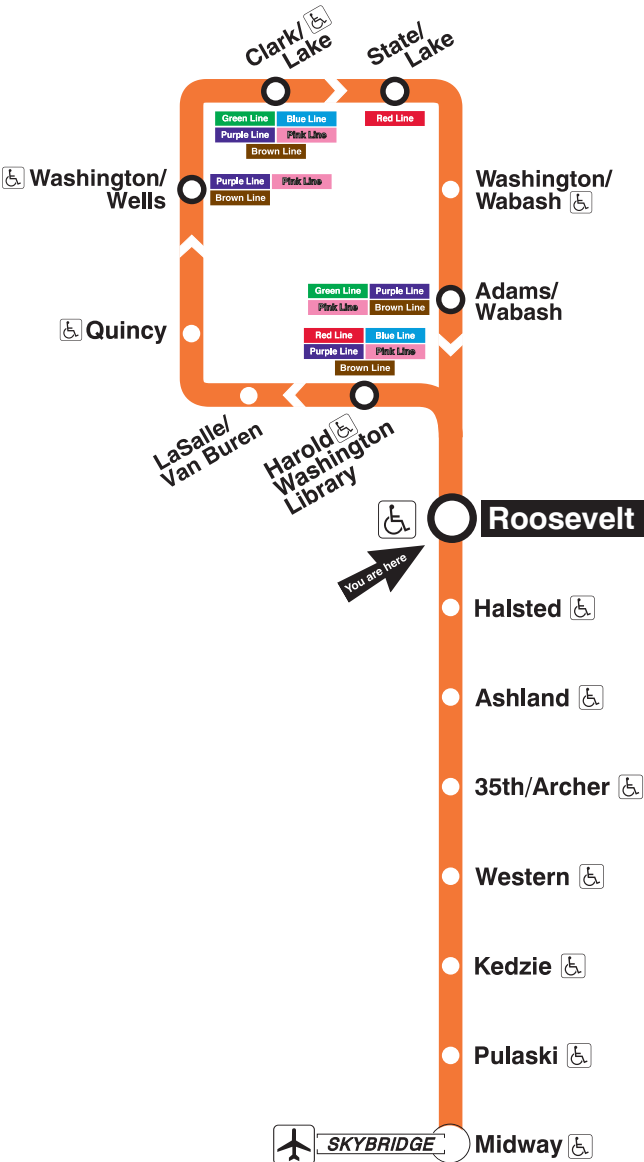 Clark/
Lake
State/
Lake
Green Line
Blue Line
Purple Line
Pink Line
Brown Line
Red Line
Washington/
Wells
Purple Line
Pink Line
Brown Line
Washington/
Wabash
Green Line
Purple Line
Pink Line
Brown Line
Adams/
Wabash
Quincy
Red Line
Blue Line
Purple Line
Pink Line
Brown Line
LaSalle/
Van Buren
Harold
Washington
Library
Roosevelt
You are here
Halsted
Ashland
35th/Archer
Western
Kedzie
Pulaski
SKYBRIDGE
Midway